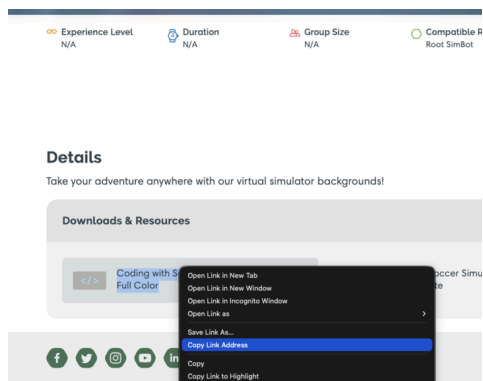 Experience Level
N/A
Duration
N/A
Group Size
N/A
Compatible R
Root SimBot
Details
Take your adventure anywhere with our virtual simulator backgrounds!
Downloads & Resources
</>
Coding with S
Full Color
occer Simu
te
Open Link in New Tab
Open Link in New Window
Open Link in Incognito Window
Open Link as
Save Link As...
Copy Link Address
Copy
Copy Link to Highlight
in